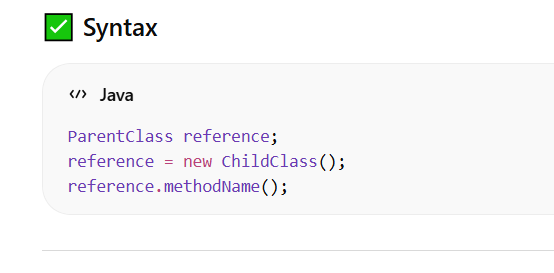 ✅ Syntax
</> Java
ParentClass reference;
reference = new ChildClass();
reference.methodName();